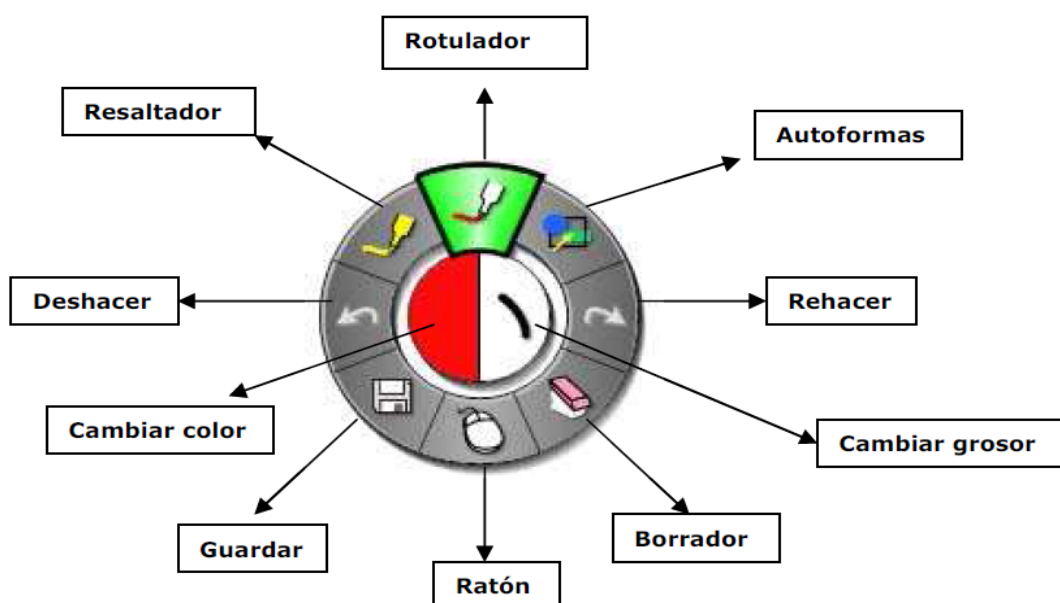 Rotulador
Resaltador
Autoformas
Deshacer
Rehacer
Cambiar color
Cambiar grosor
Guardar
Borrador
Ratón